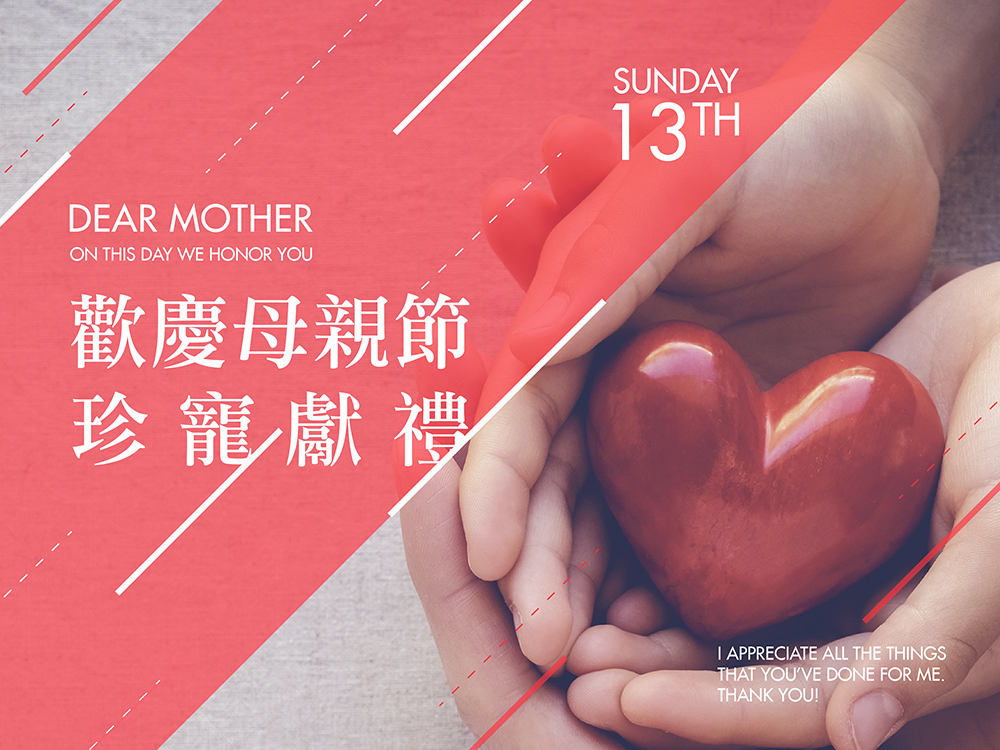 SUNDAY
13TH
DEAR MOTHER
ON THIS DAY WE HONOR YOU
歡慶母親節
珍寵獻禮
I APPRECIATE ALL THE THINGS
THAT YOU'VE DONE FOR ME.
THANK YOU!